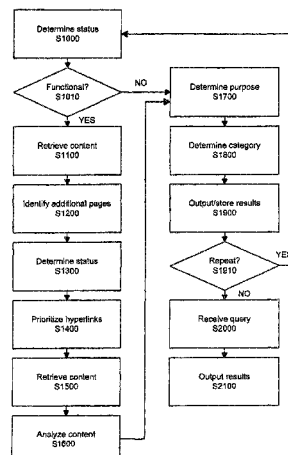 Determine status
S1000
Functional?
S1010
NO
YES
Retrieve content
S1100
Identify additional pages
S1200
Determine status
S1300
Prioritize hyperlinks
S1400
Retrieve content
S1500
Analyze content
S1600
Determine purpose
S1700
Determine category
S1800
Output/store results
S1900
Repeat?
S1910
YES
NO
Receive query
S2000
Output results
S2100